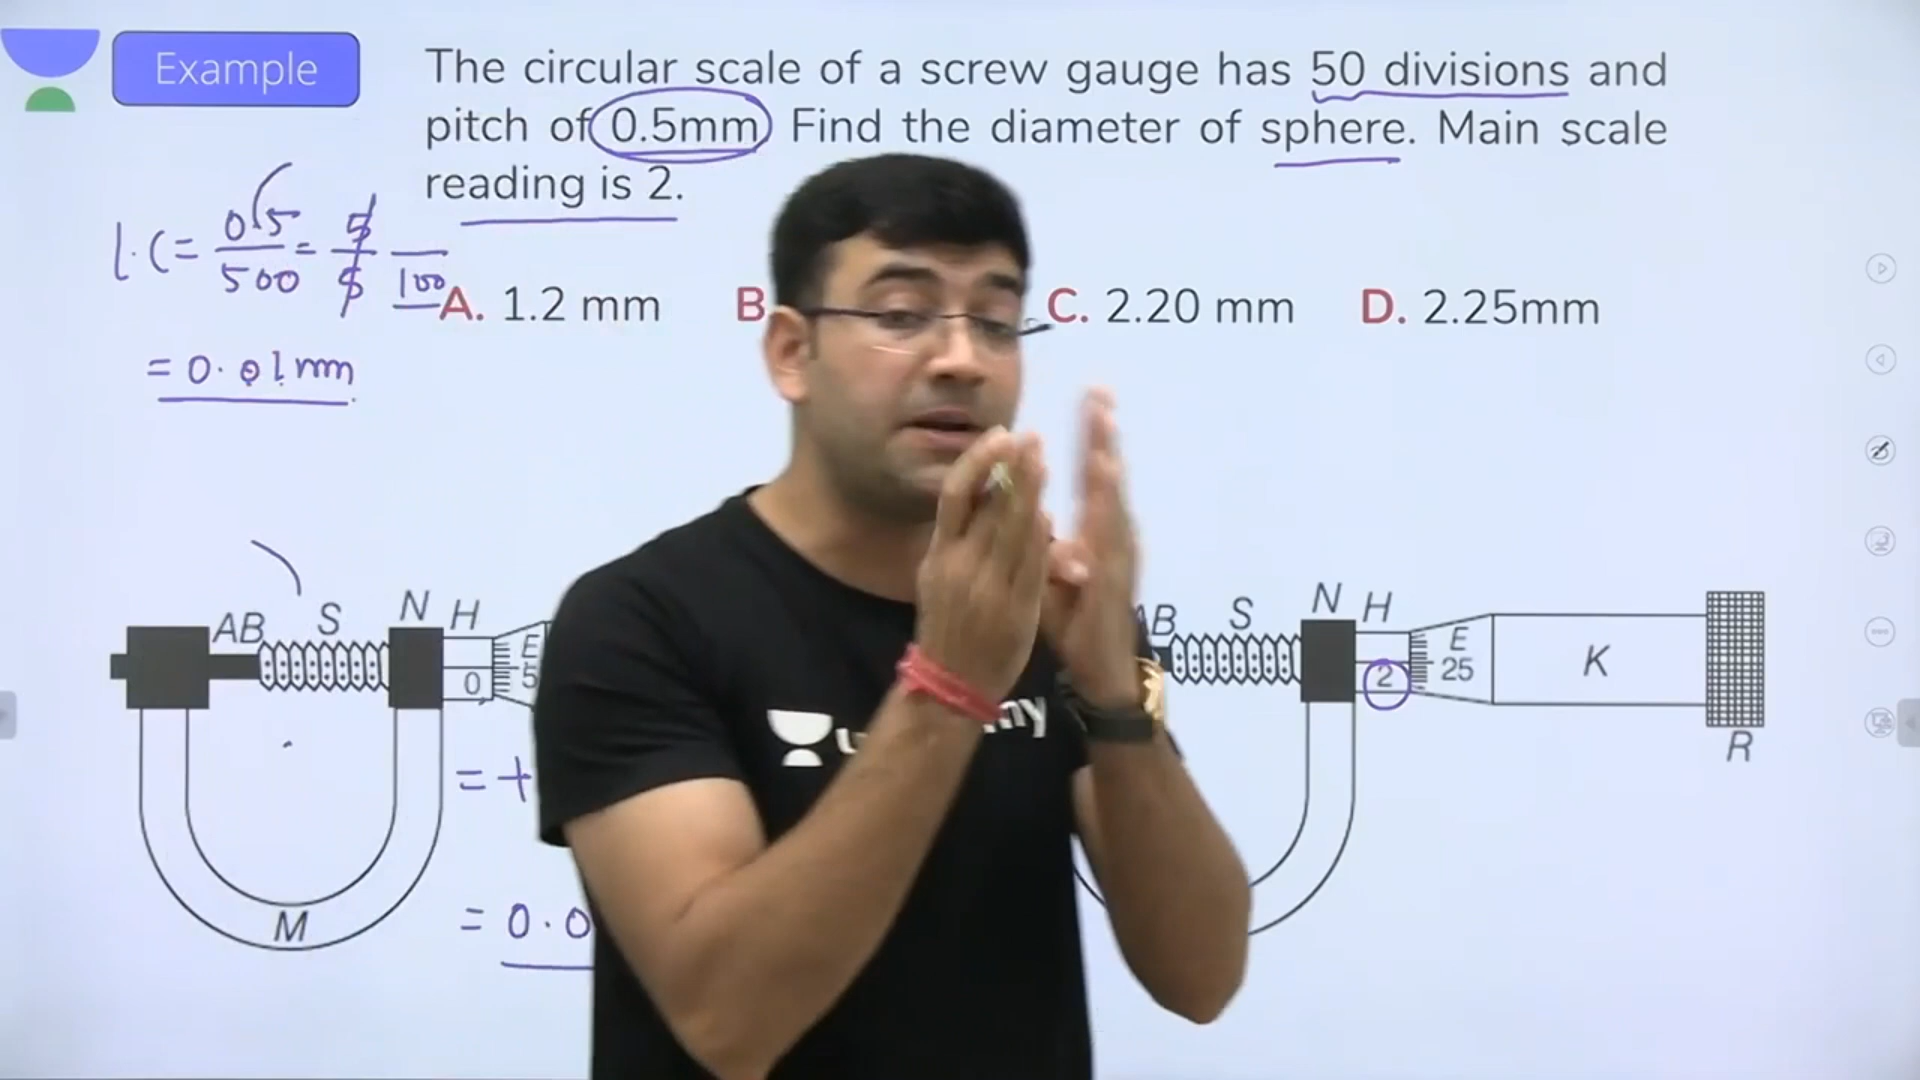 Example
The circular scale of a screw gauge has 50 divisions and
pitch of 0.5mm Find the diameter of sphere. Main scale
reading is 2.
L.C = 0.5 / 500 = 5 / 5 100
= 0.01mm
A. 1.2 mm B C. 2.20 mm D. 2.25mm
AB S N H E
0 5
M
= +
= 0.0
AB S N H E
2 25 K
R